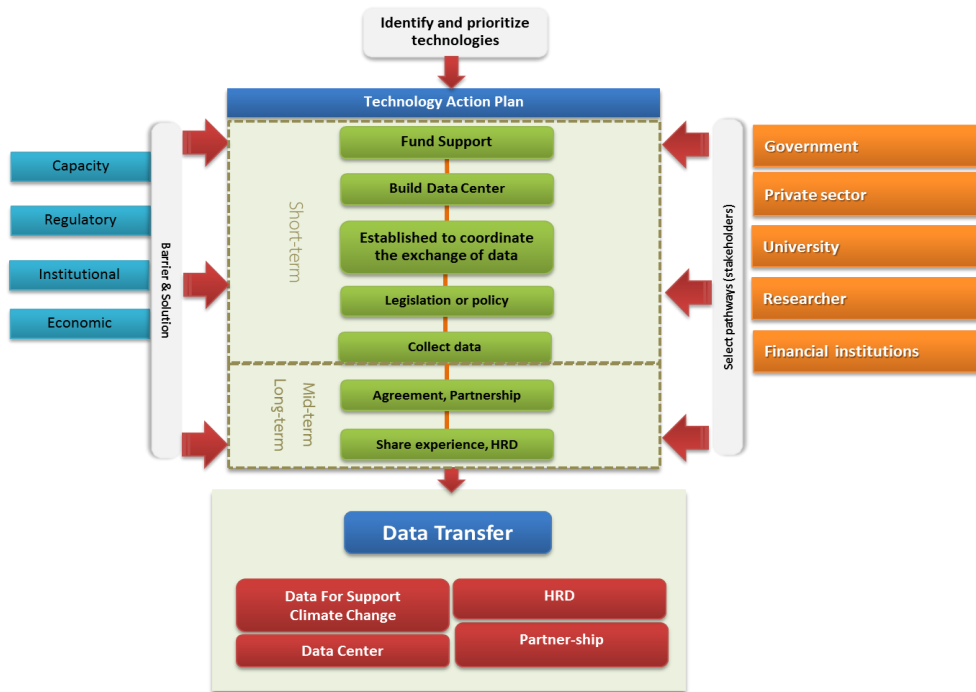 Identify and prioritize
technologies
Technology Action Plan
Capacity
Regulatory
Institutional
Economic
Barrier & Solution
Short-term
Fund Support
Build Data Center
Established to coordinate
the exchange of data
Legislation or policy
Collect data
Mid-term
Long-term
Agreement, Partnership
Share experience, HRD
Select pathways (stakeholders)
Government
Private sector
University
Researcher
Financial institutions
Data Transfer
Data For Support
Climate Change
HRD
Data Center
Partner-ship